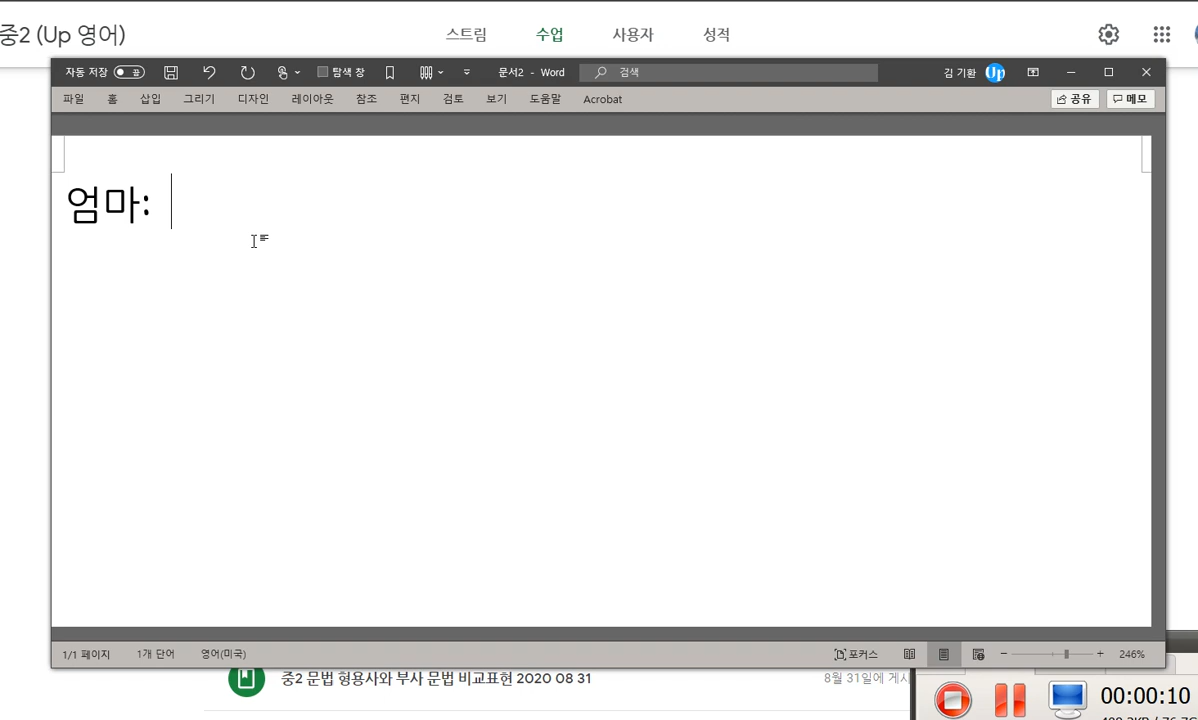 중2 (Up 영어)
스트림 수업 사용자 성적
자동 저장 탐색 창 문서2 - Word 검색 김 기환 Up
파일 홈 삽입 그리기 디자인 레이아웃 참조 편지 검토 보기 도움말 Acrobat 공유 메모
엄마:
1/1 페이지 1개 단어 영어(미국) 포커스 246%
중2 문법 형용사와 부사 문법 비교표현 2020 08 31 8월 31일에 게시
00:00:10